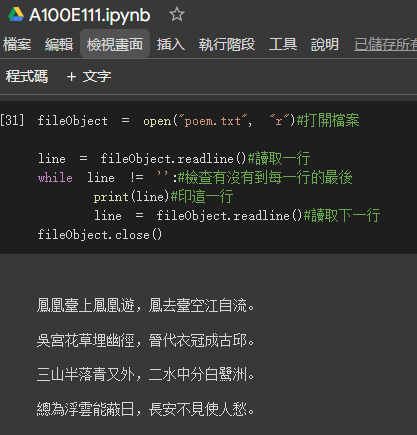 A100E111.ipynb
檔案 編輯 檢視畫面 插入 執行階段 工具 說明 已儲存所有
程式碼 + 文字
[31] fileObject = open("poem.txt", "r")#打開檔案
line = fileObject.readline()#讀取一行
while line != '':#檢查有沒有到每一行的最後
print(line)#印這一行
line = fileObject.readline()#讀取下一行
fileObject.close()
鳳凰臺上鳳凰遊，鳳去臺空江自流。
吳宮花草埋幽徑，晉代衣冠成古邱。
三山半落青又外，二水中分白鷺洲。
總為浮雲能蔽日，長安不見使人愁。